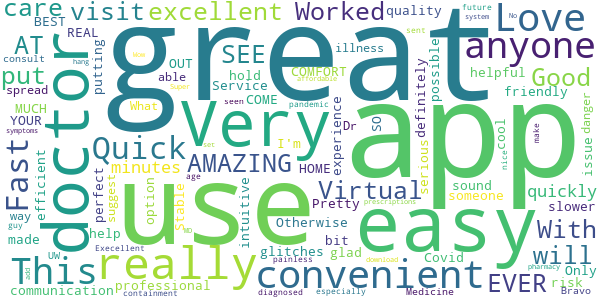 care visit excellent Worked quality future system No Love
BEST REAL AT great SEE illness anyone
put putting OUT able hold COMFORT possible consult hang Wow affordable helpful Good
spread What Service COME Super sent friendly
MUCH YOUR doctor Very seen pandemic Dr SO definitely app danger issue
Fast Quick AMAZING I'm experience cool nice make
symptoms efficient perfect minutes HOME serious someone quickly
suggest option Stable use age set Virtual Pretty sound slower
way guy intuitive Otherwise easy With
made help MD bit glitches glad Covid will
This really prescriptions Only risk
UW Execellent download pharmacy
communication professional convenient EVER
add containment painless diagnosed especially Medicine Bravo